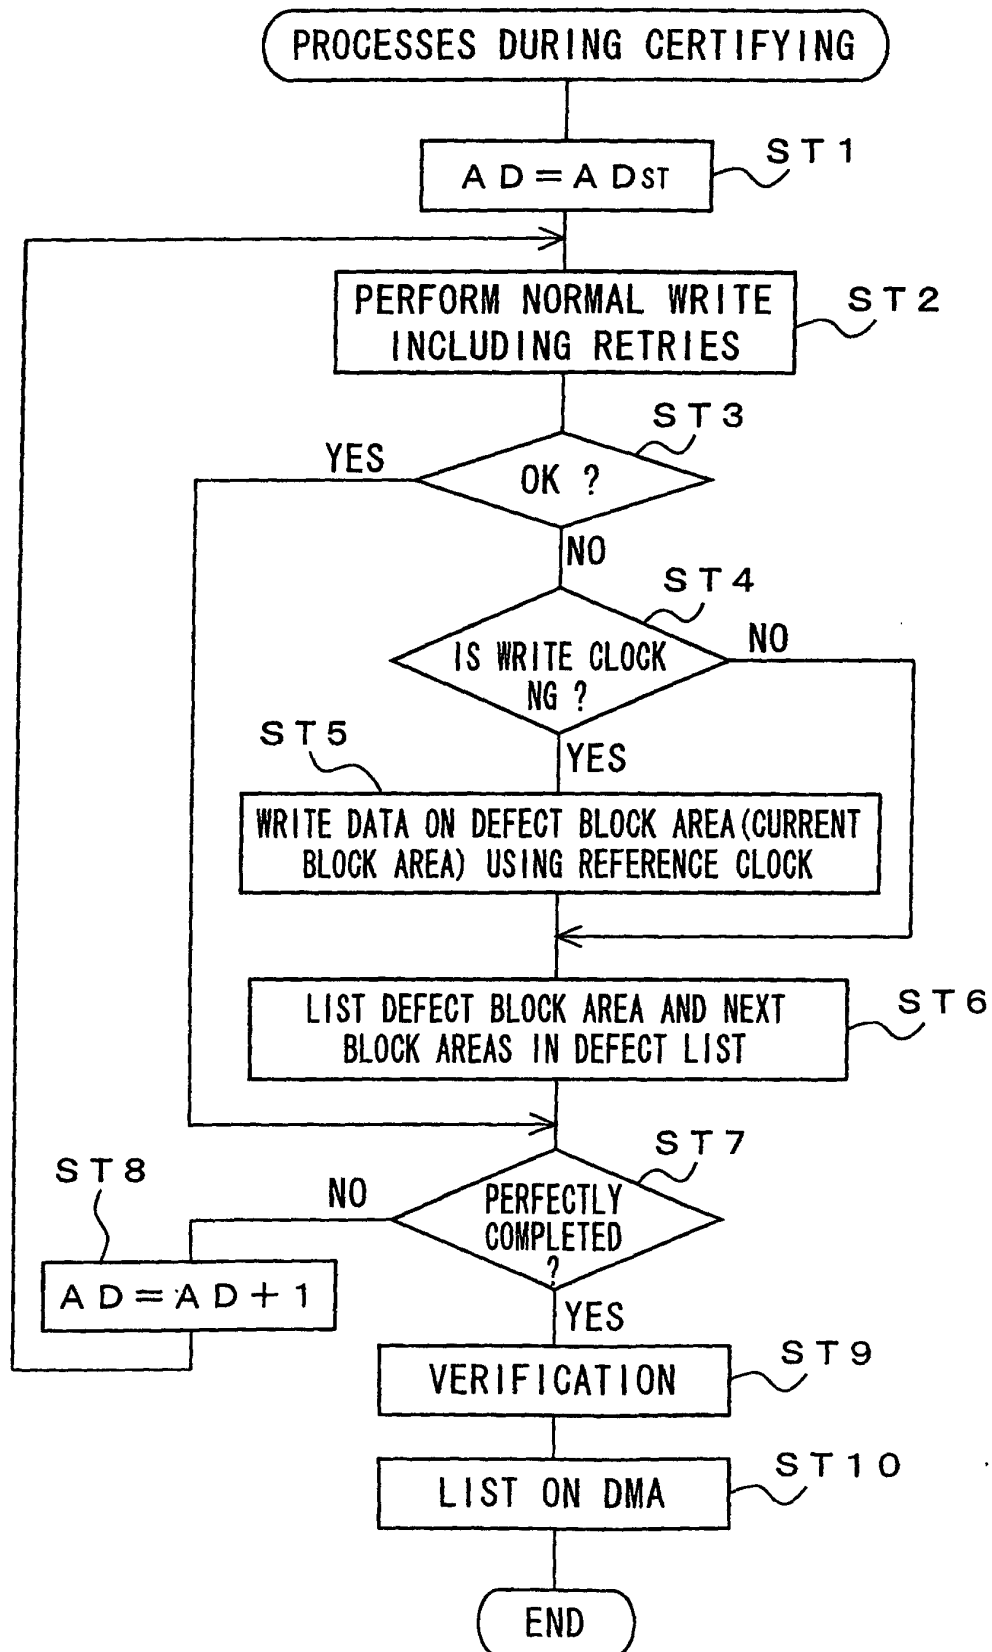 PROCESSES DURING CERTIFYING
ST1
AD=ADST
ST2
PERFORM NORMAL WRITE
INCLUDING RETRIES
ST3
YES
OK ?
NO
ST4
NO
IS WRITE CLOCK
NG ?
ST5
YES
WRITE DATA ON DEFECT BLOCK AREA(CURRENT
BLOCK AREA) USING REFERENCE CLOCK
ST6
LIST DEFECT BLOCK AREA AND NEXT
BLOCK AREAS IN DEFECT LIST
ST7
ST8
NO
PERFECTLY
COMPLETED
?
AD=AD+1
YES
ST9
VERIFICATION
ST10
LIST ON DMA
END